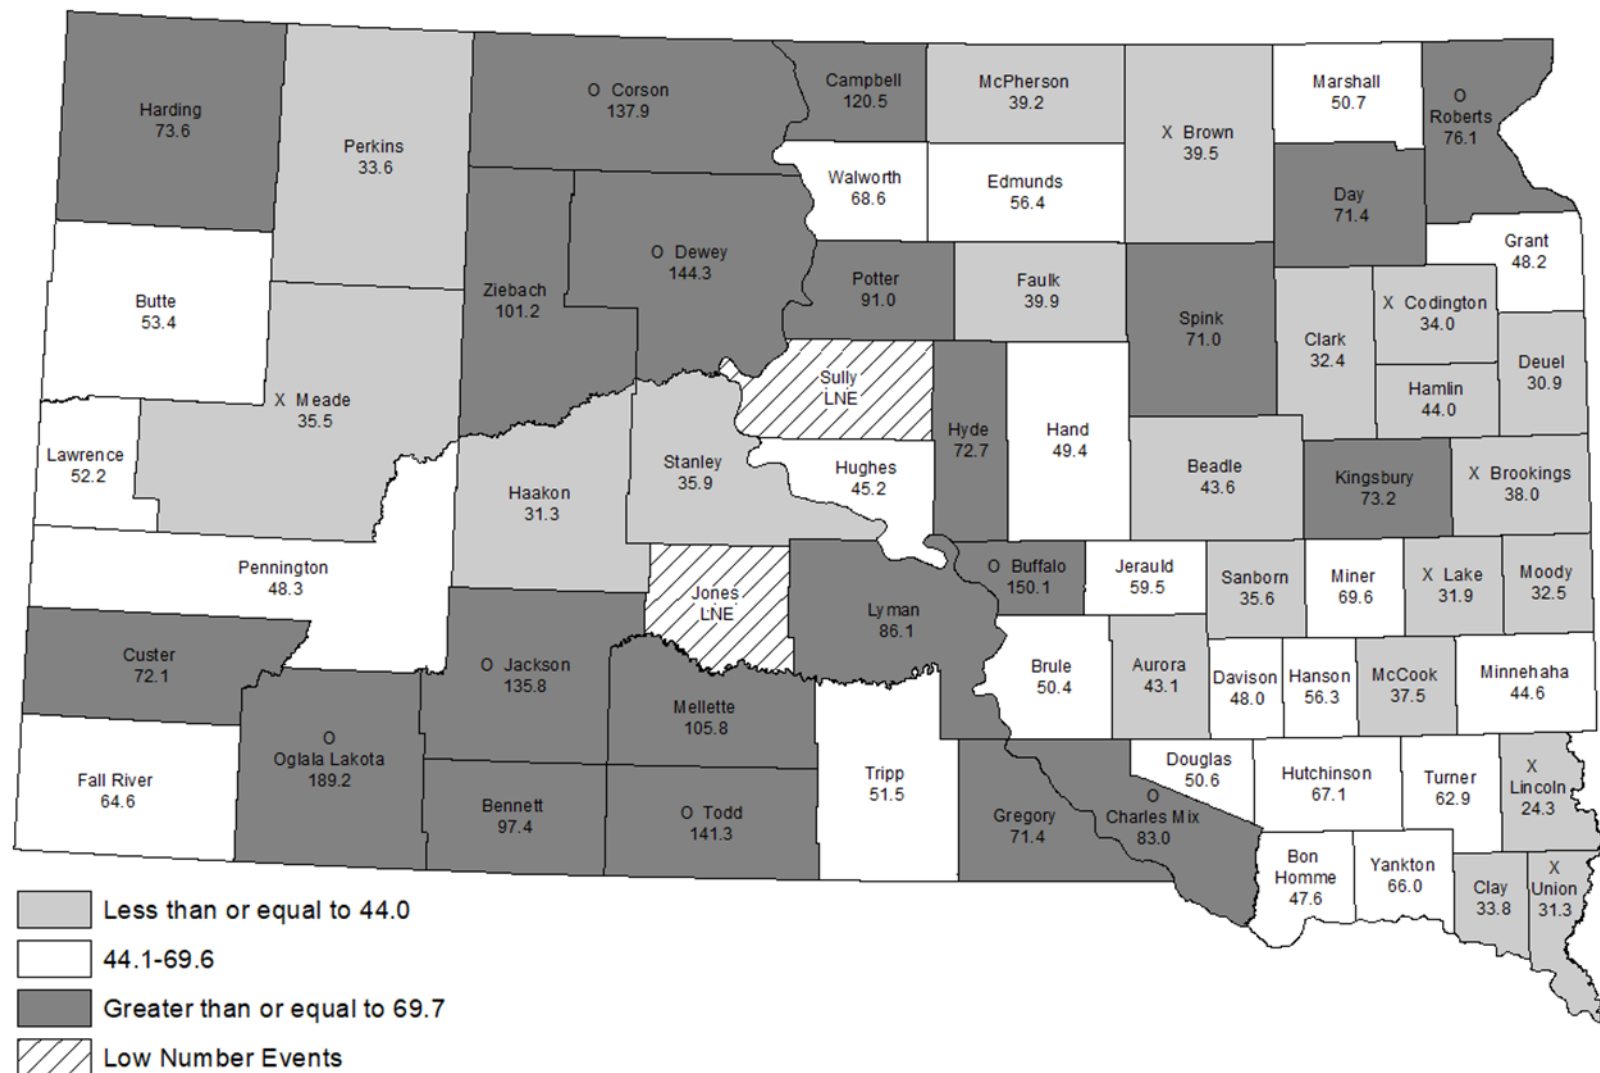 Harding
73.6
Perkins
33.6
O Corson
137.9
Campbell
120.5
McPherson
39.2
X Brown
39.5
Marshall
50.7
O
Roberts
76.1
Walworth
68.6
Edmunds
56.4
Day
71.4
Grant
48.2
Butte
53.4
Ziebach
101.2
O Dewey
144.3
Potter
91.0
Faulk
39.9
Spink
71.0
Clark
32.4
X Codington
34.0
Hamlin
44.0
Deuel
30.9
X Meade
35.5
Sully
LNE
Hyde
72.7
Hand
49.4
Lawrence
52.2
Haakon
31.3
Stanley
35.9
Hughes
45.2
Beadle
43.6
Kingsbury
73.2
X Brookings
38.0
Pennington
48.3
Jones
LNE
Lyman
86.1
O Buffalo
150.1
Jerauld
59.5
Sanborn
35.6
Miner
69.6
X Lake
31.9
Moody
32.5
Custer
72.1
O Jackson
135.8
Mellette
105.8
Brule
50.4
Aurora
43.1
Davison
48.0
Hanson
56.3
McCook
37.5
Minnehaha
44.6
Fall River
64.6
O
Oglala Lakota
189.2
Bennett
97.4
O Todd
141.3
Tripp
51.5
Gregory
71.4
O
Charles Mix
83.0
Douglas
50.6
Hutchinson
67.1
Turner
62.9
X
Lincoln
24.3
Bon
Homme
47.6
Yankton
66.0
Clay
33.8
X
Union
31.3
Less than or equal to 44.0
44.1-69.6
Greater than or equal to 69.7
Low Number Events